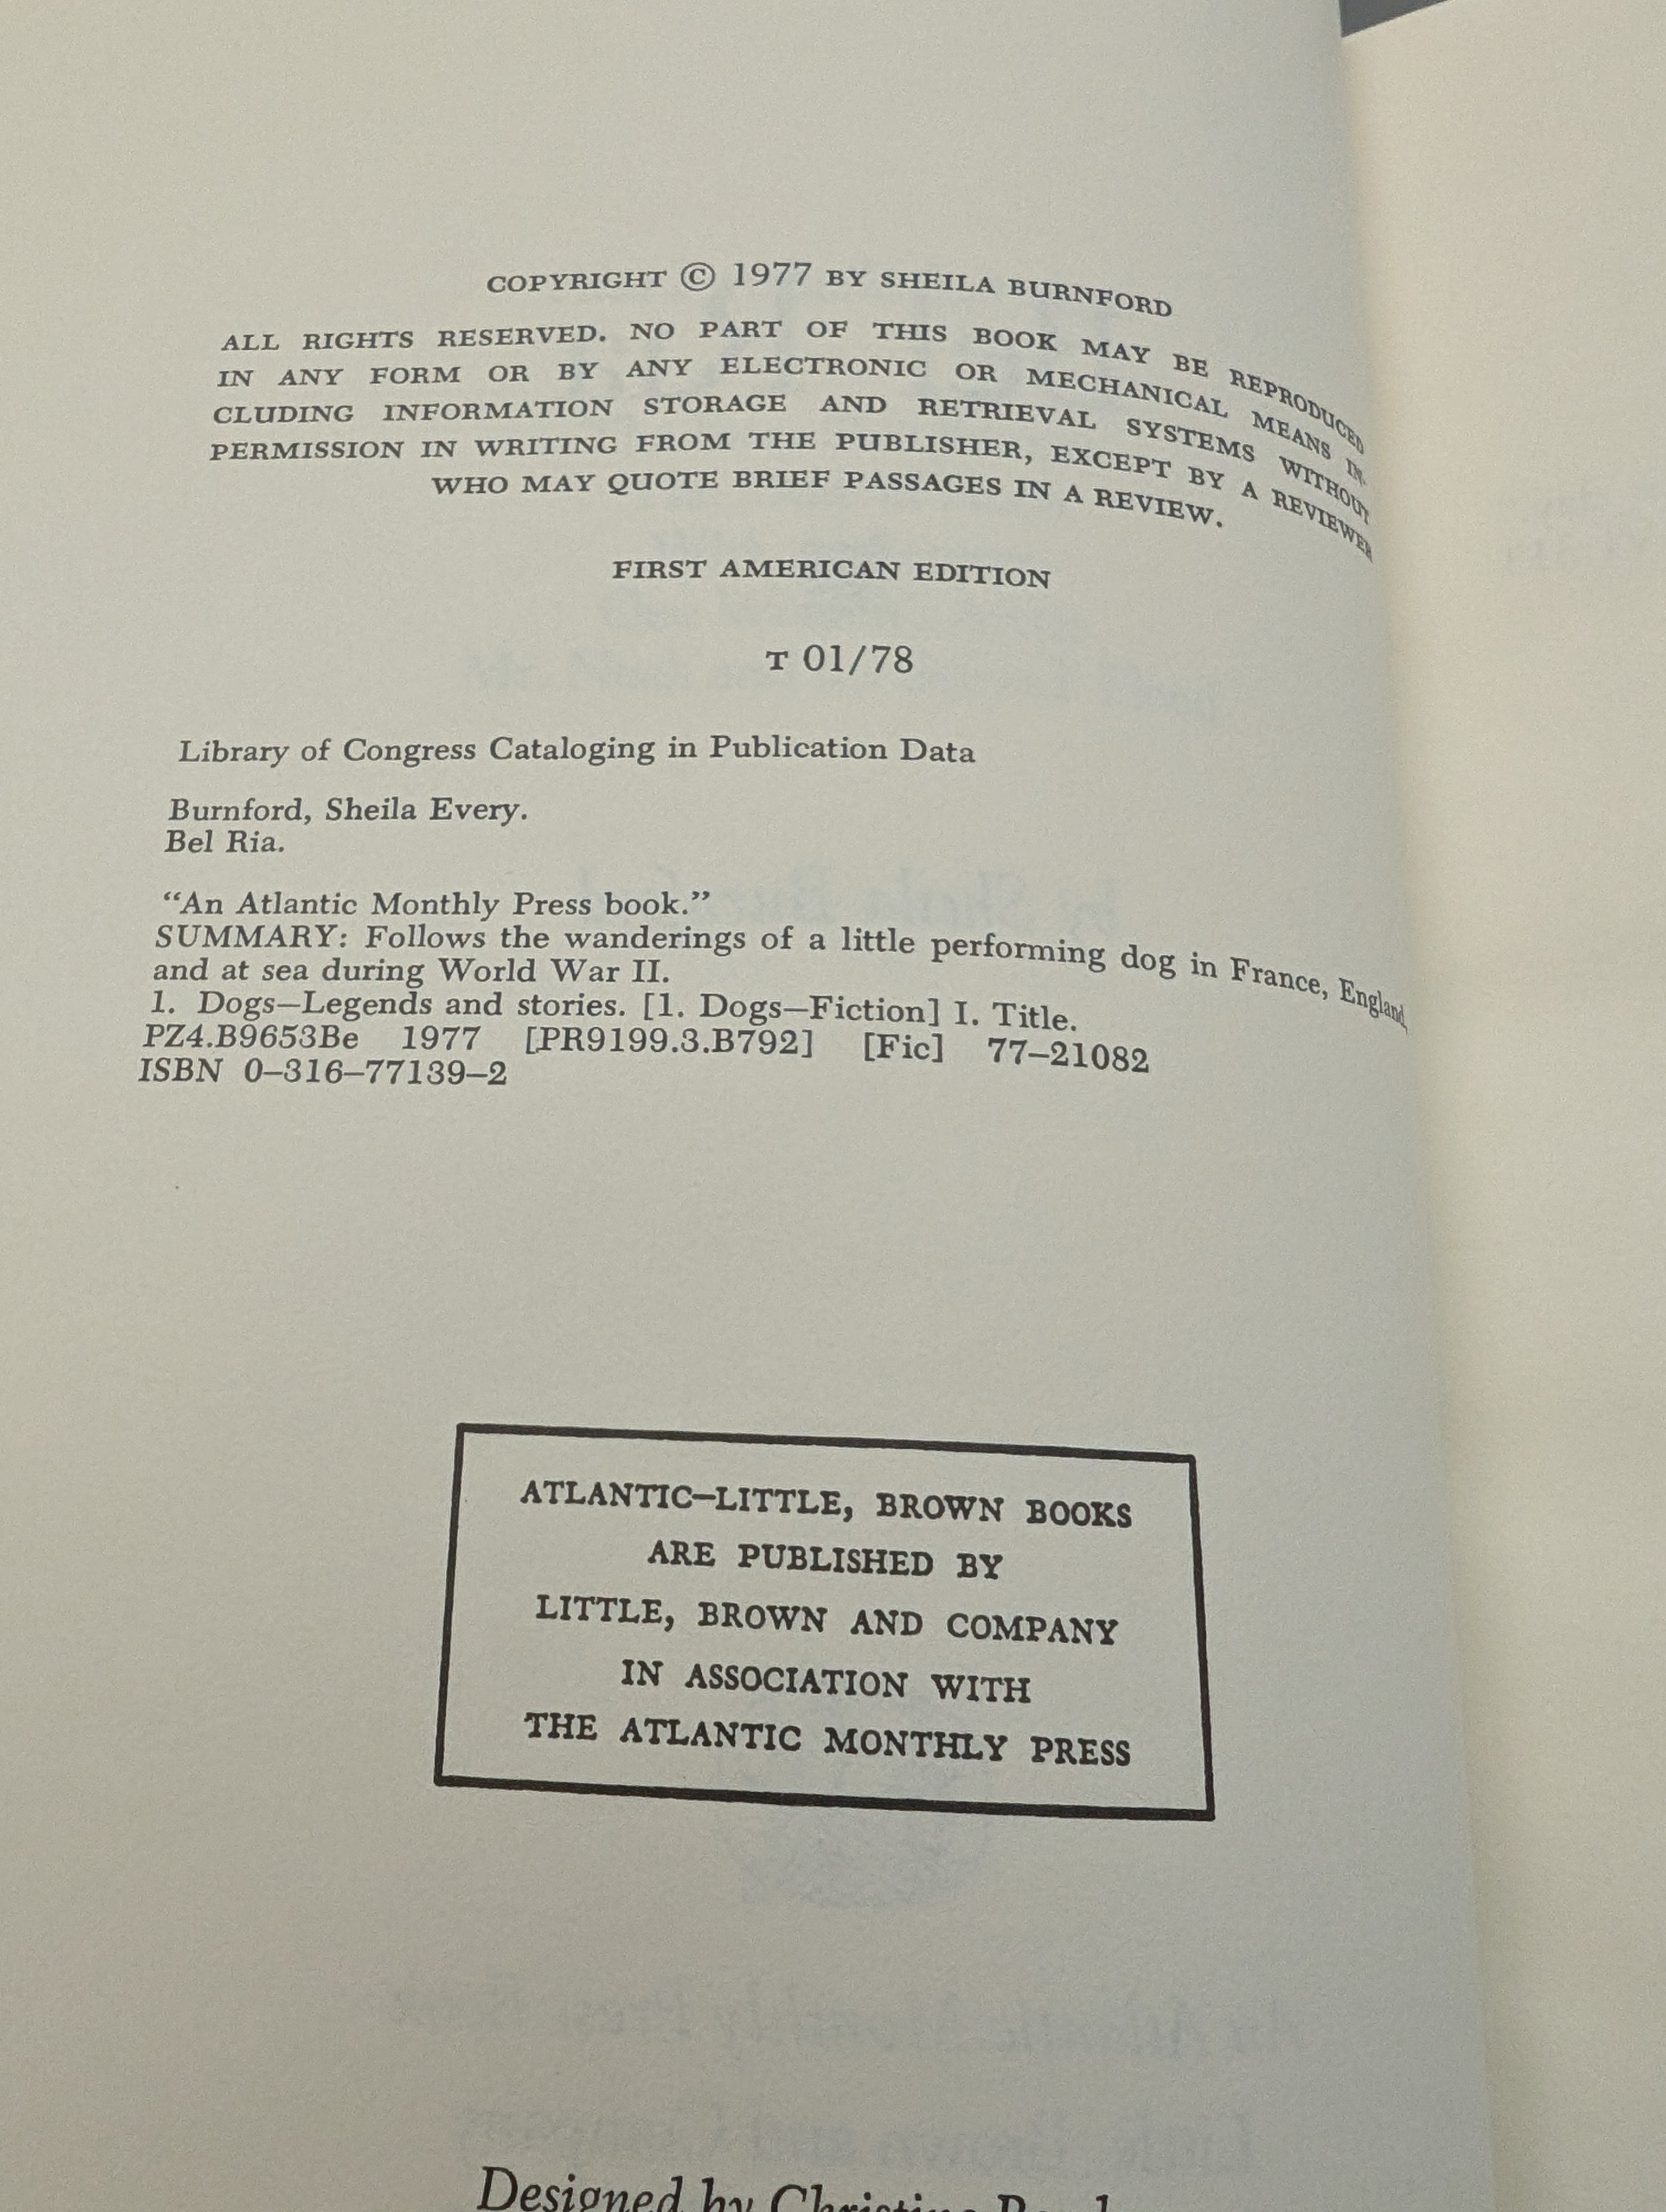 COPYRIGHT © 1977 BY SHEILA BURNFORD
ALL RIGHTS RESERVED. NO PART OF THIS BOOK MAY BE REPRODUCED
IN ANY FORM OR BY ANY ELECTRONIC OR MECHANICAL MEANS IN-
CLUDING INFORMATION STORAGE AND RETRIEVAL SYSTEMS WITHOUT
PERMISSION IN WRITING FROM THE PUBLISHER, EXCEPT BY A REVIEWER
WHO MAY QUOTE BRIEF PASSAGES IN A REVIEW.
FIRST AMERICAN EDITION
T 01/78
Library of Congress Cataloging in Publication Data
Burnford, Sheila Every.
Bel Ria.
“An Atlantic Monthly Press book.”
SUMMARY: Follows the wanderings of a little performing dog in France, England,
and at sea during World War II.
1. Dogs—Legends and stories. [1. Dogs—Fiction] I. Title.
PZ4.B9653Be 1977 [PR9199.3.B792] [Fic] 77–21082
ISBN 0–316–77139–2
ATLANTIC–LITTLE, BROWN BOOKS
ARE PUBLISHED BY
LITTLE, BROWN AND COMPANY
IN ASSOCIATION WITH
THE ATLANTIC MONTHLY PRESS
Designed by